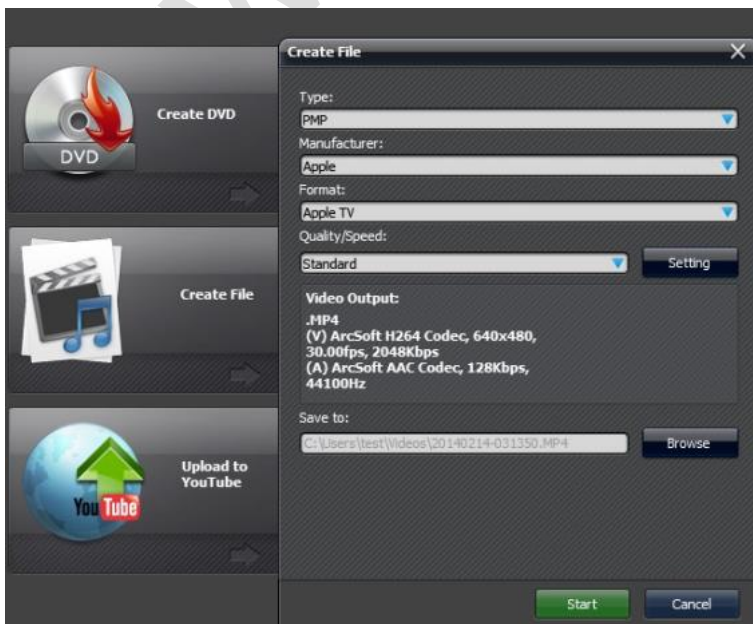 Create DVD
DVD
Create File
Upload to
YouTube
You Tube
Create File
Type:
PMP
Manufacturer:
Apple
Format:
Apple TV
Quality/Speed:
Standard
Setting
Video Output:
.MP4
(V) ArcSoft H264 Codec, 640x480,
30.00fps, 2048Kbps
(A) ArcSoft AAC Codec, 128Kbps,
44100Hz
Save to:
C:\Users\test\Videos\20140214-031350.MP4
Browse
Start
Cancel